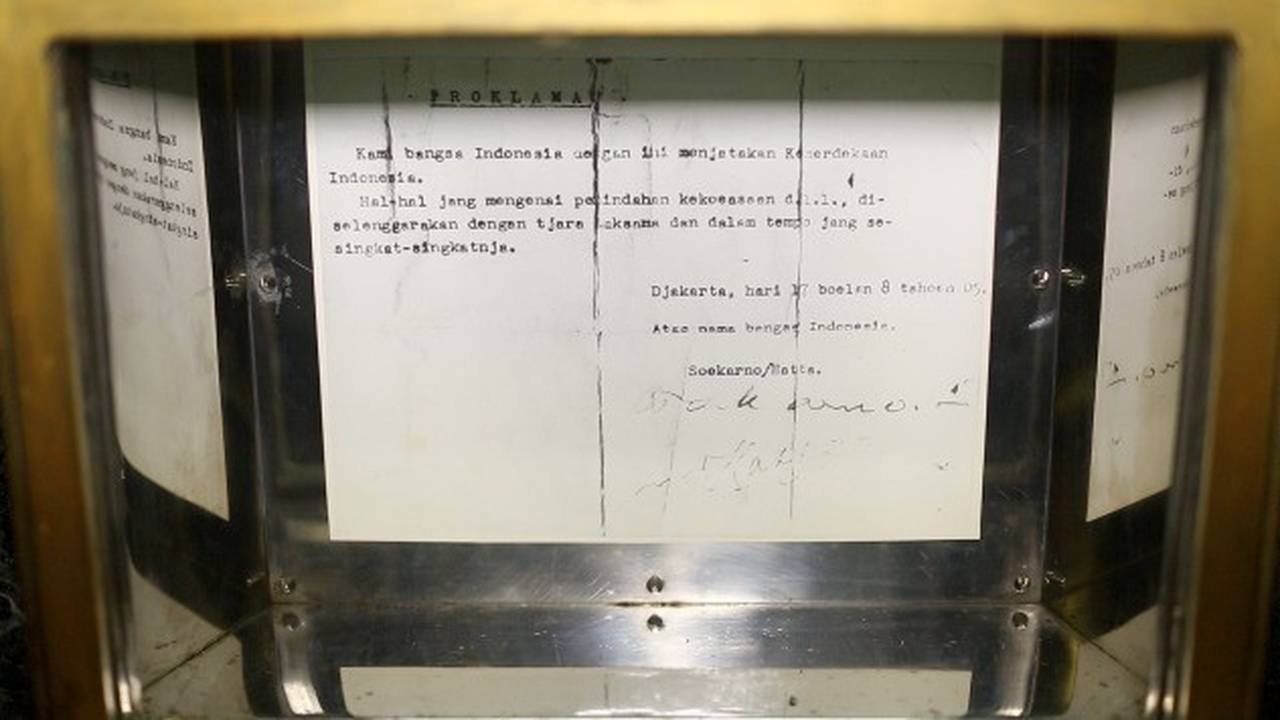 PROKLAMASI.
Kami bangsa Indonesia dengan ini menjatakan Kemerdekaan
Indonesia.
Hal-hal jang mengenai pemindahan kekoeasaan d.l.l., di-
selenggarakan dengan tjara saksama dan dalam tempo jang se-
singkat-singkatnja.
Djakarta, hari 17 boelan 8 tahoen 05.
Atas nama bangsa Indonesia.
Soekarno/Hatta.